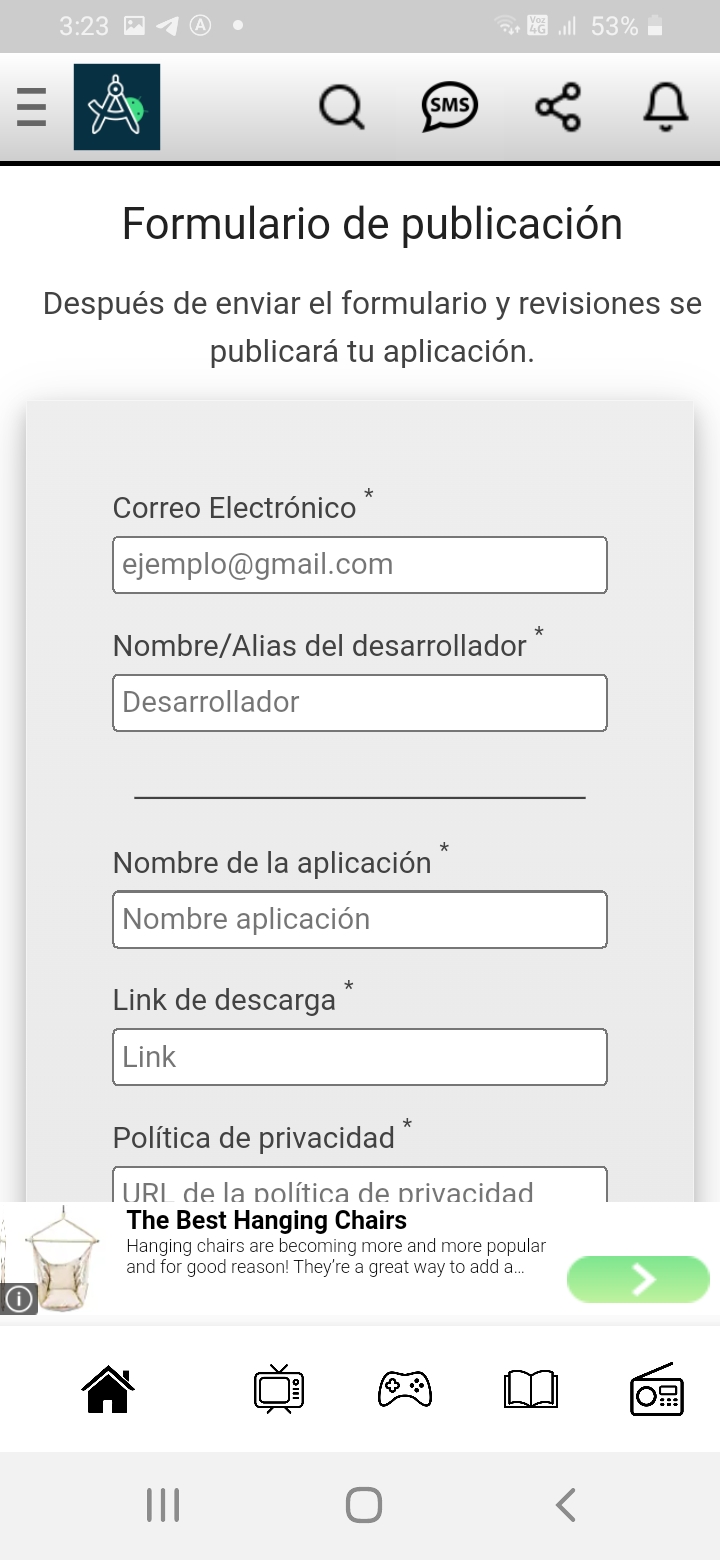 3:23
Voz
4G
53%
SMS
Formulario de publicación
Después de enviar el formulario y revisiones se
publicará tu aplicación.
Correo Electrónico *
ejemplo@gmail.com
Nombre/Alias del desarrollador *
Desarrollador
Nombre de la aplicación *
Nombre aplicación
Link de descarga *
Link
Política de privacidad *
URL de la política de privacidad
The Best Hanging Chairs
Hanging chairs are becoming more and more popular
and for good reason! They're a great way to add a...